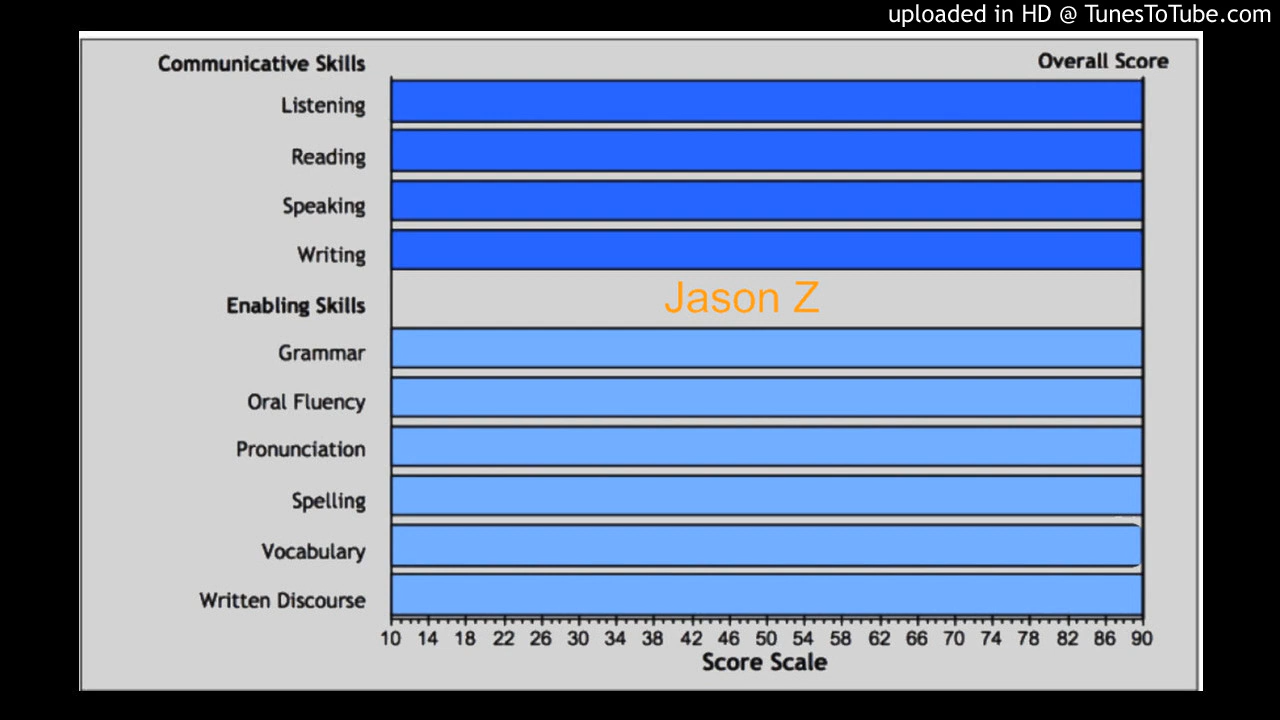 uploaded in HD @ TunesToTube.com
Communicative Skills
Overall Score
Listening
Reading
Speaking
Writing
Enabling Skills
Jason Z
Grammar
Oral Fluency
Pronunciation
Spelling
Vocabulary
Written Discourse
10 14 18 22 26 30 34 38 42 46 50 54 58 62 66 70 74 78 82 86 90
Score Scale